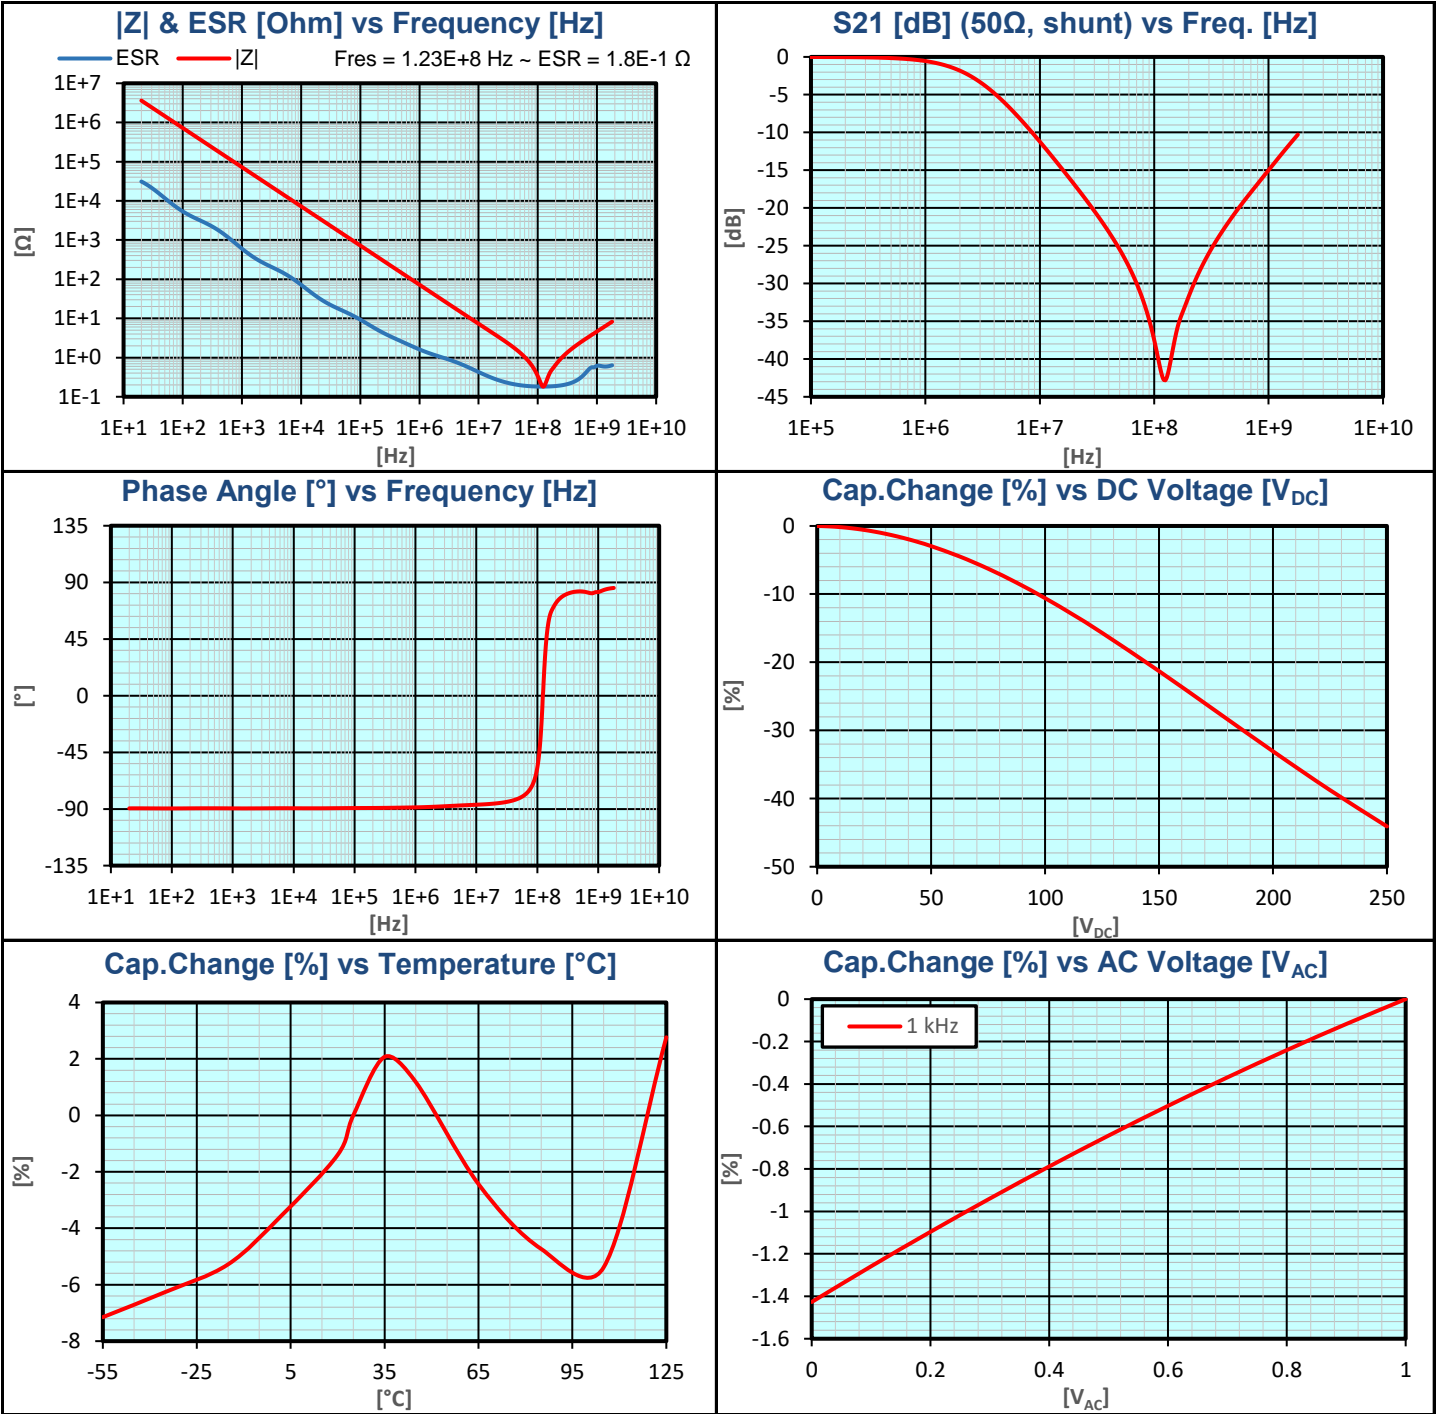 |Z| & ESR [Ohm] vs Frequency [Hz]
ESR |Z| Fres = 1.23E+8 Hz ~ ESR = 1.8E-1 Ω
1E+7
1E+6
1E+5
1E+4
1E+3
1E+2
1E+1
1E+0
1E-1
[Ω]
1E+1 1E+2 1E+3 1E+4 1E+5 1E+6 1E+7 1E+8 1E+9 1E+10
[Hz]
S21 [dB] (50Ω, shunt) vs Freq. [Hz]
0
-5
-10
-15
-20
-25
-30
-35
-40
-45
[dB]
1E+5 1E+6 1E+7 1E+8 1E+9 1E+10
[Hz]
Phase Angle [°] vs Frequency [Hz]
135
90
45
0
-45
-90
-135
[°]
1E+1 1E+2 1E+3 1E+4 1E+5 1E+6 1E+7 1E+8 1E+9 1E+10
[Hz]
Cap.Change [%] vs DC Voltage [VDC]
0
-10
-20
-30
-40
-50
[%]
0 50 100 150 200 250
[VDC]
Cap.Change [%] vs Temperature [°C]
4
2
0
-2
-4
-6
-8
[%]
-55 -25 5 35 65 95 125
[°C]
Cap.Change [%] vs AC Voltage [VAC]
1 kHz
0
-0.2
-0.4
-0.6
-0.8
-1
-1.2
-1.4
-1.6
[%]
0 0.2 0.4 0.6 0.8 1
[VAC]